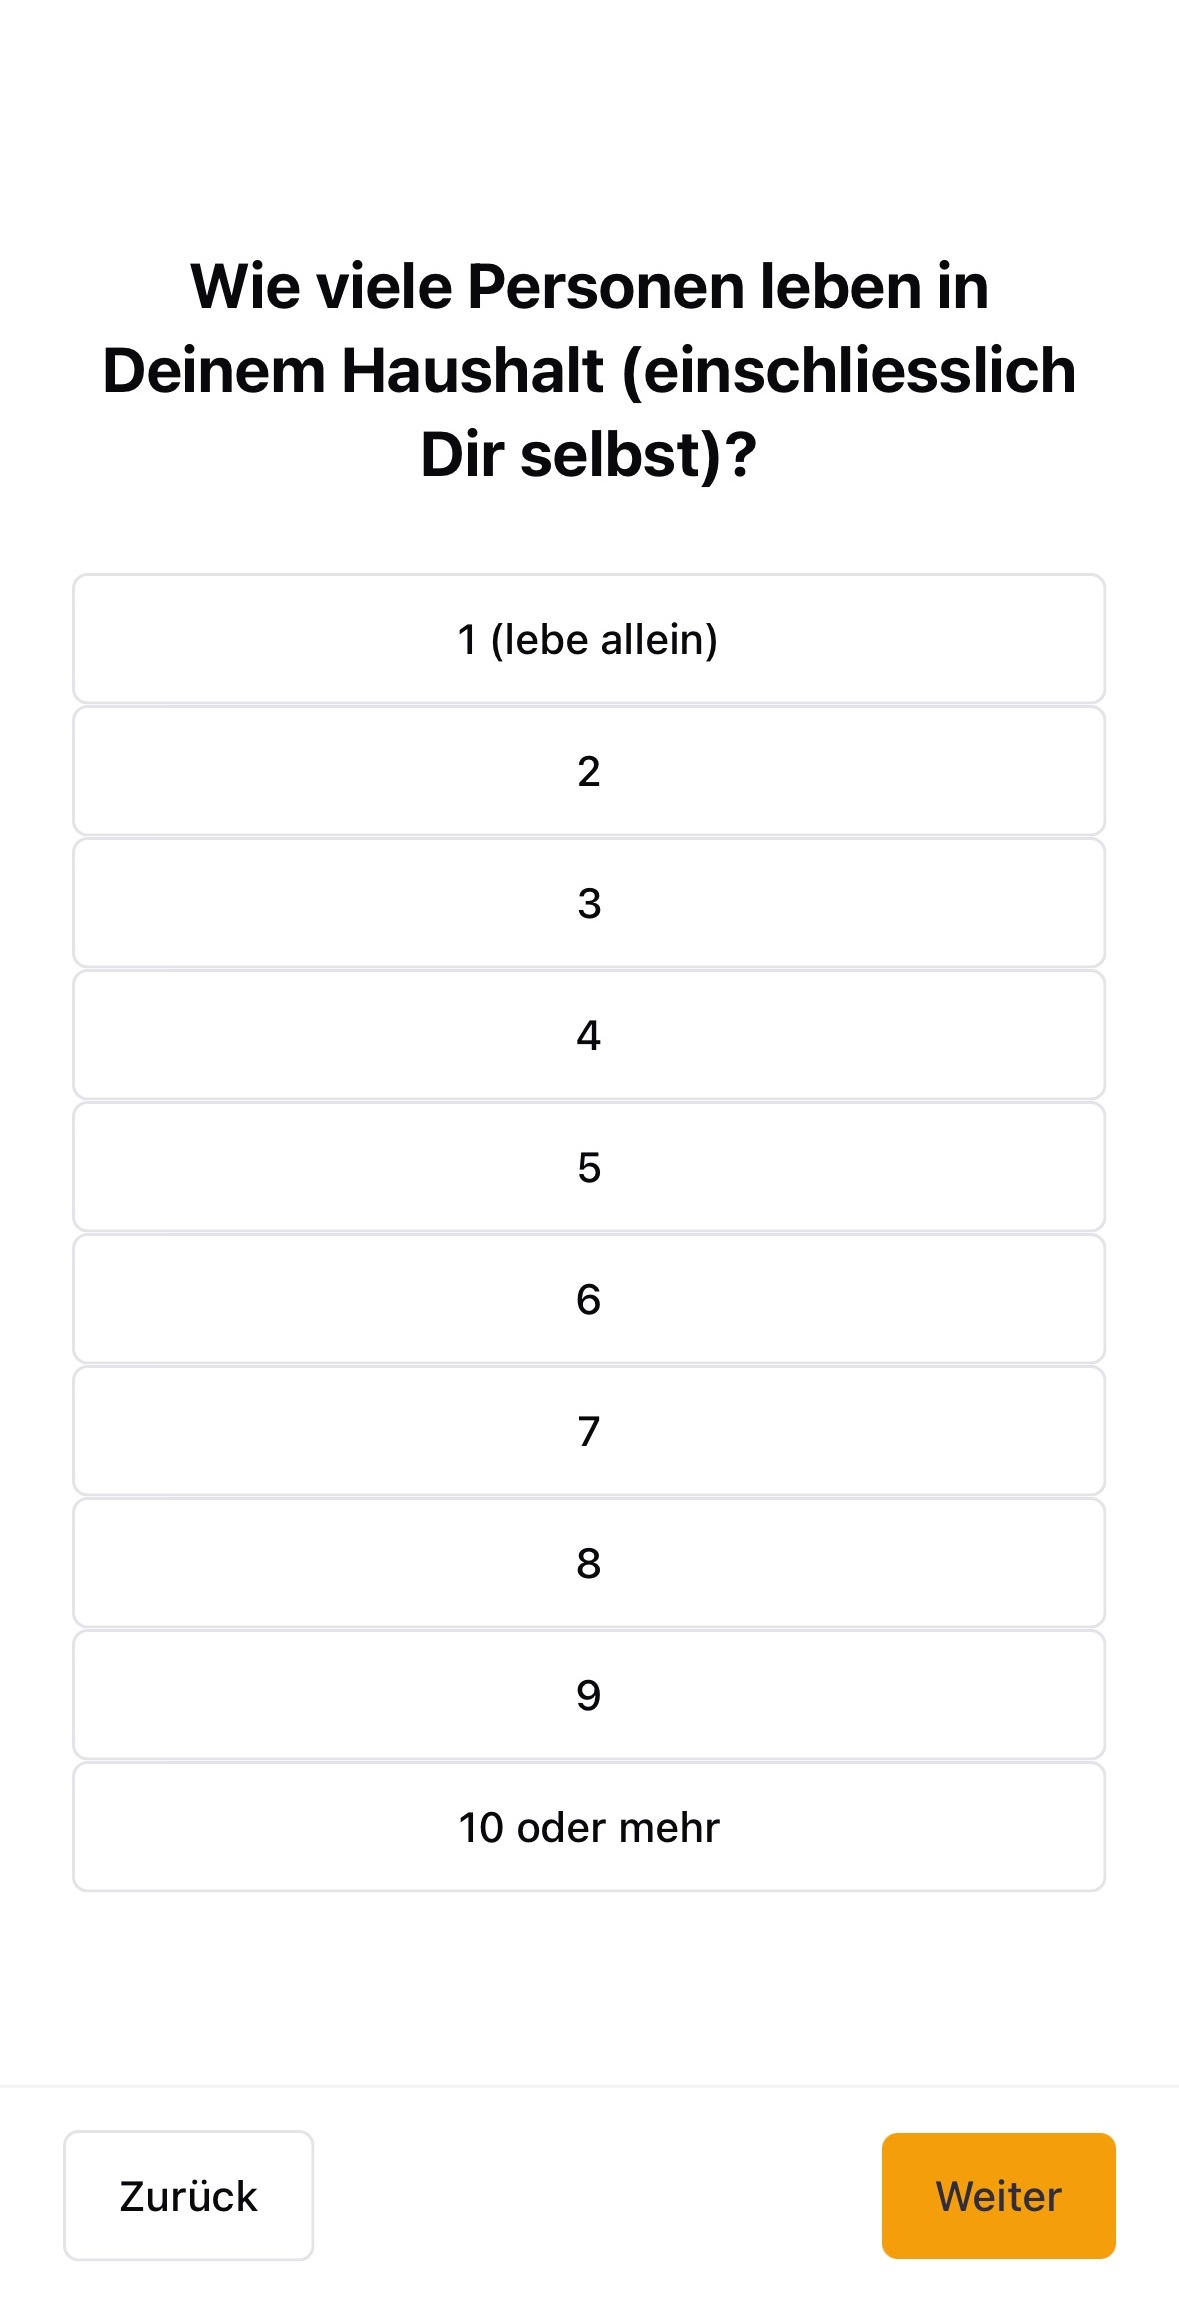 Wie viele Personen leben in
Deinem Haushalt (einschliesslich
Dir selbst)?
1 (lebe allein)
2
3
4
5
6
7
8
9
10 oder mehr
Zurück
Weiter